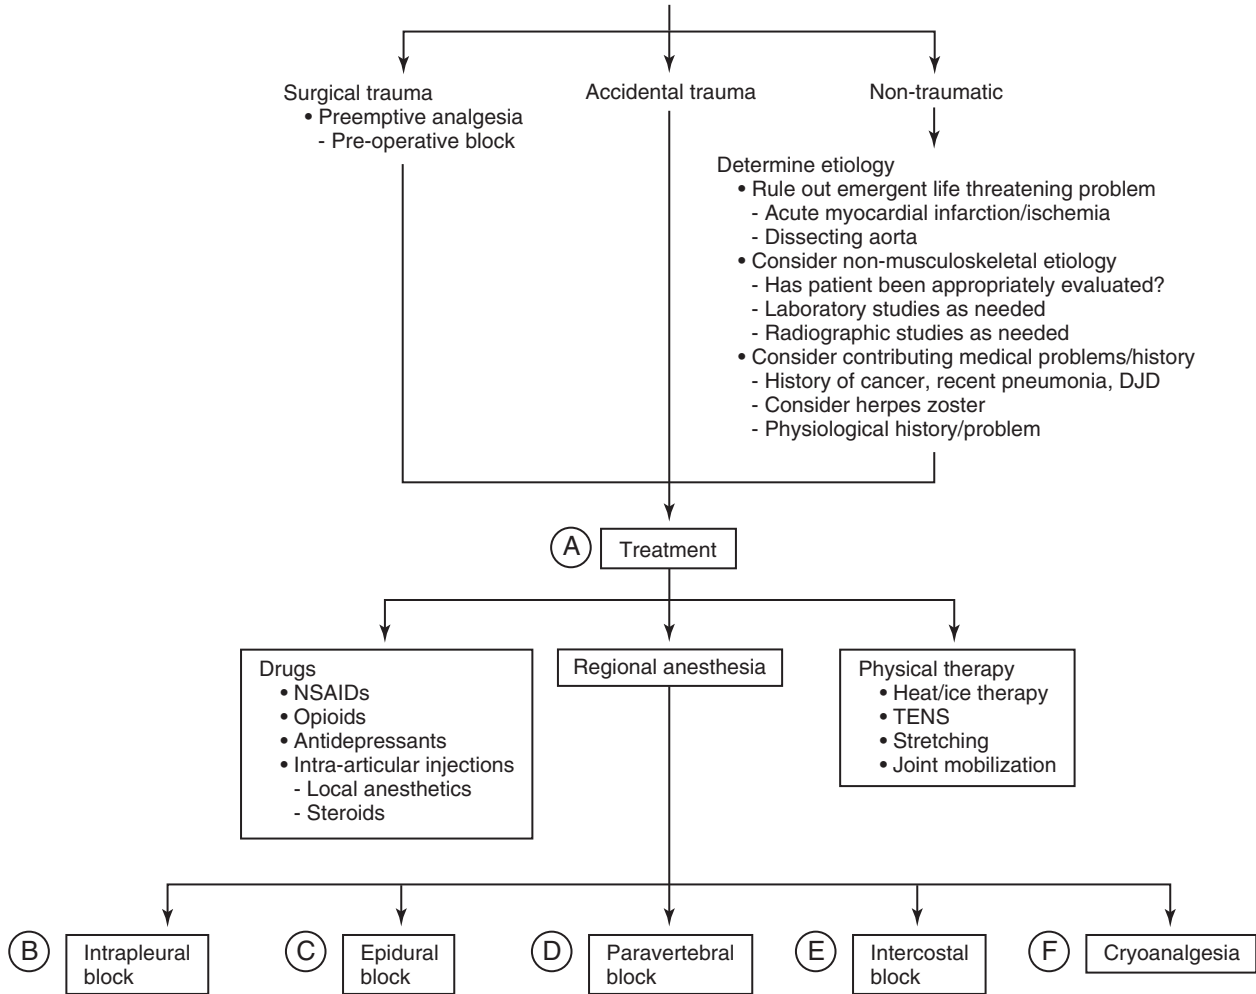 Surgical trauma
• Preemptive analgesia
- Pre-operative block
Accidental trauma
Non-traumatic
Determine etiology
• Rule out emergent life threatening problem
- Acute myocardial infarction/ischemia
- Dissecting aorta
• Consider non-musculoskeletal etiology
- Has patient been appropriately evaluated?
- Laboratory studies as needed
- Radiographic studies as needed
• Consider contributing medical problems/history
- History of cancer, recent pneumonia, DJD
- Consider herpes zoster
- Physiological history/problem
A
Treatment
Drugs
• NSAIDs
• Opioids
• Antidepressants
• Intra-articular injections
- Local anesthetics
- Steroids
Regional anesthesia
Physical therapy
• Heat/ice therapy
• TENS
• Stretching
• Joint mobilization
B
Intrapleural
block
C
Epidural
block
D
Paravertebral
block
E
Intercostal
block
F
Cryoanalgesia